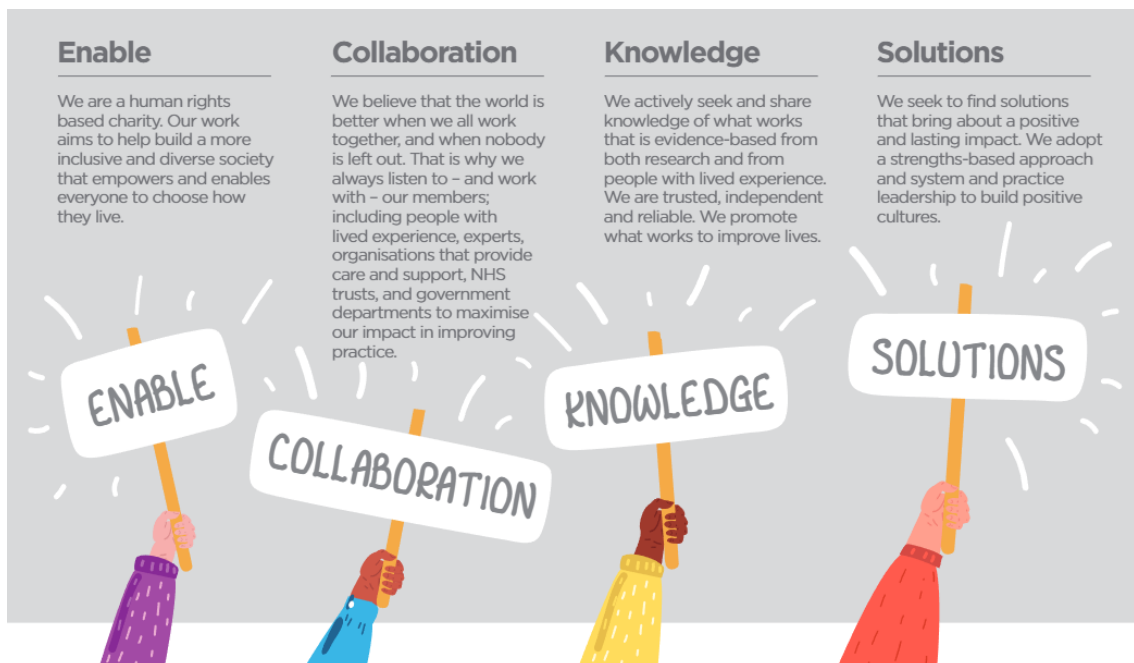 Enable
We are a human rights
based charity. Our work
aims to help build a more
inclusive and diverse society
that empowers and enables
everyone to choose how
they live.
Collaboration
We believe that the world is
better when we all work
together, and when nobody
is left out. That is why we
always listen to – and work
with – our members;
including people with
lived experience, experts,
organisations that provide
care and support, NHS
trusts, and government
departments to maximise
our impact in improving
practice.
Knowledge
We actively seek and share
knowledge of what works
that is evidence-based from
both research and from
people with lived experience.
We are trusted, independent
and reliable. We promote
what works to improve lives.
Solutions
We seek to find solutions
that bring about a positive
and lasting impact. We adopt
a strengths-based approach
and system and practice
leadership to build positive
cultures.
ENABLE
COLLABORATION
KNOWLEDGE
SOLUTIONS